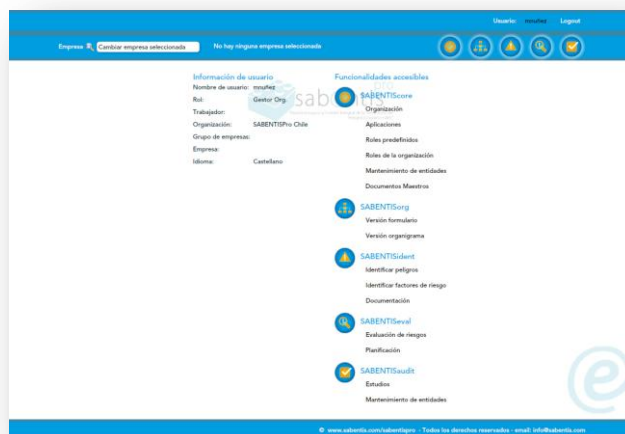 Usuario: mnuñez Logout
Empresa Cambiar empresa seleccionada No hay ninguna empresa seleccionada
Información de usuario
Nombre de usuario: mnuñez
Rol: Gestor Org.
Trabajador:
Organización: SABENTISPro Chile
Grupo de empresas:
Empresa:
Idioma: Castellano
sabentis pro
Funcionalidades accesibles
SABENTIScore
Organización
Aplicaciones
Roles predefinidos
Roles de la organización
Mantenimiento de entidades
Documentos Maestros
SABENTISorg
Versión formulario
Versión organigrama
SABENTISident
Identificar peligros
Identificar factores de riesgo
Documentación
SABENTISeval
Evaluación de riesgos
Planificación
SABENTISaudit
Estudios
Mantenimiento de entidades
© www.sabentis.com/sabentispro - Todos los derechos reservados - email: info@sabentis.com